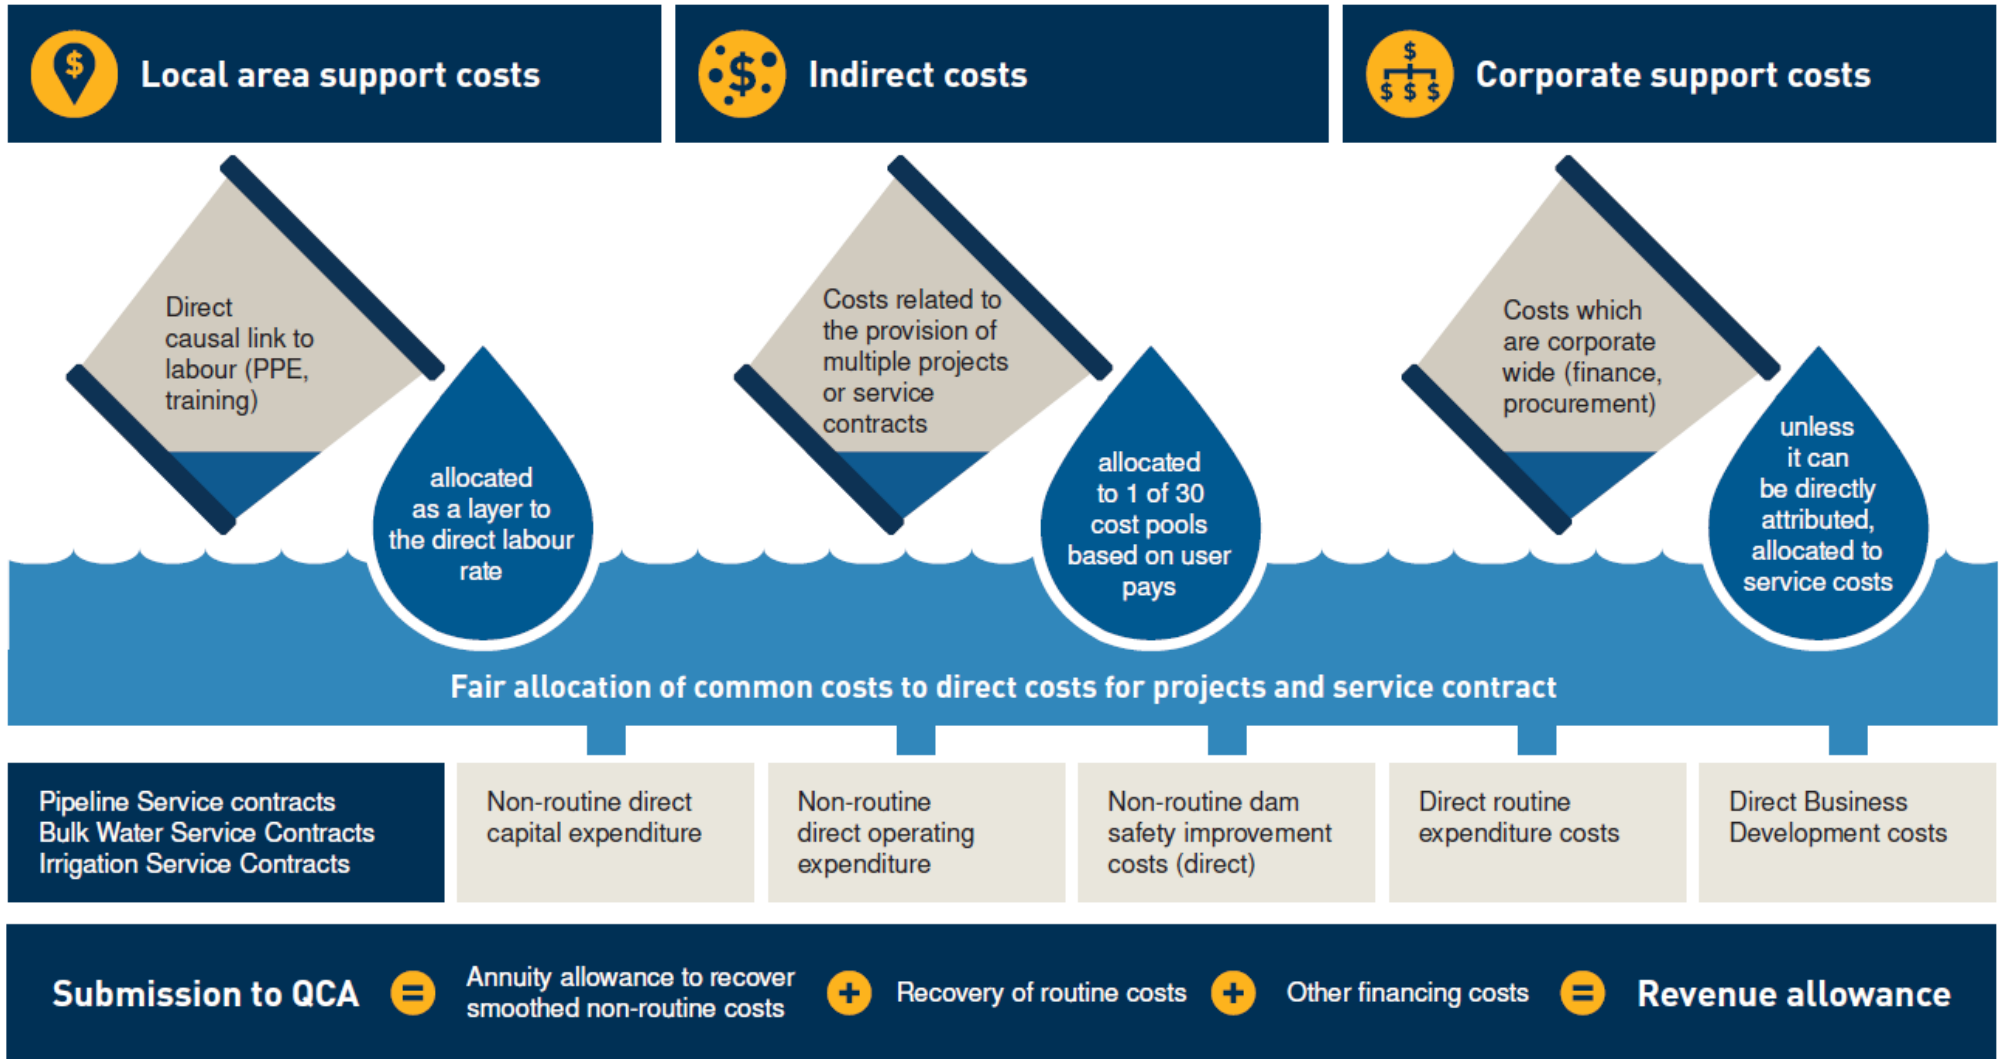 Local area support costs
Indirect costs
Corporate support costs
Direct
causal link to
labour (PPE,
training)
allocated
as a layer to
the direct labour
rate
Costs related to
the provision of
multiple projects
or service
contracts
allocated
to 1 of 30
cost pools
based on user
pays
Costs which
are corporate
wide (finance,
procurement)
unless
it can
be directly
attributed,
allocated to
service costs
Fair allocation of common costs to direct costs for projects and service contract
Pipeline Service contracts
Bulk Water Service Contracts
Irrigation Service Contracts
Non-routine direct
capital expenditure
Non-routine
direct operating
expenditure
Non-routine dam
safety improvement
costs (direct)
Direct routine
expenditure costs
Direct Business
Development costs
Submission to QCA = Annuity allowance to recover
smoothed non-routine costs + Recovery of routine costs + Other financing costs = Revenue allowance